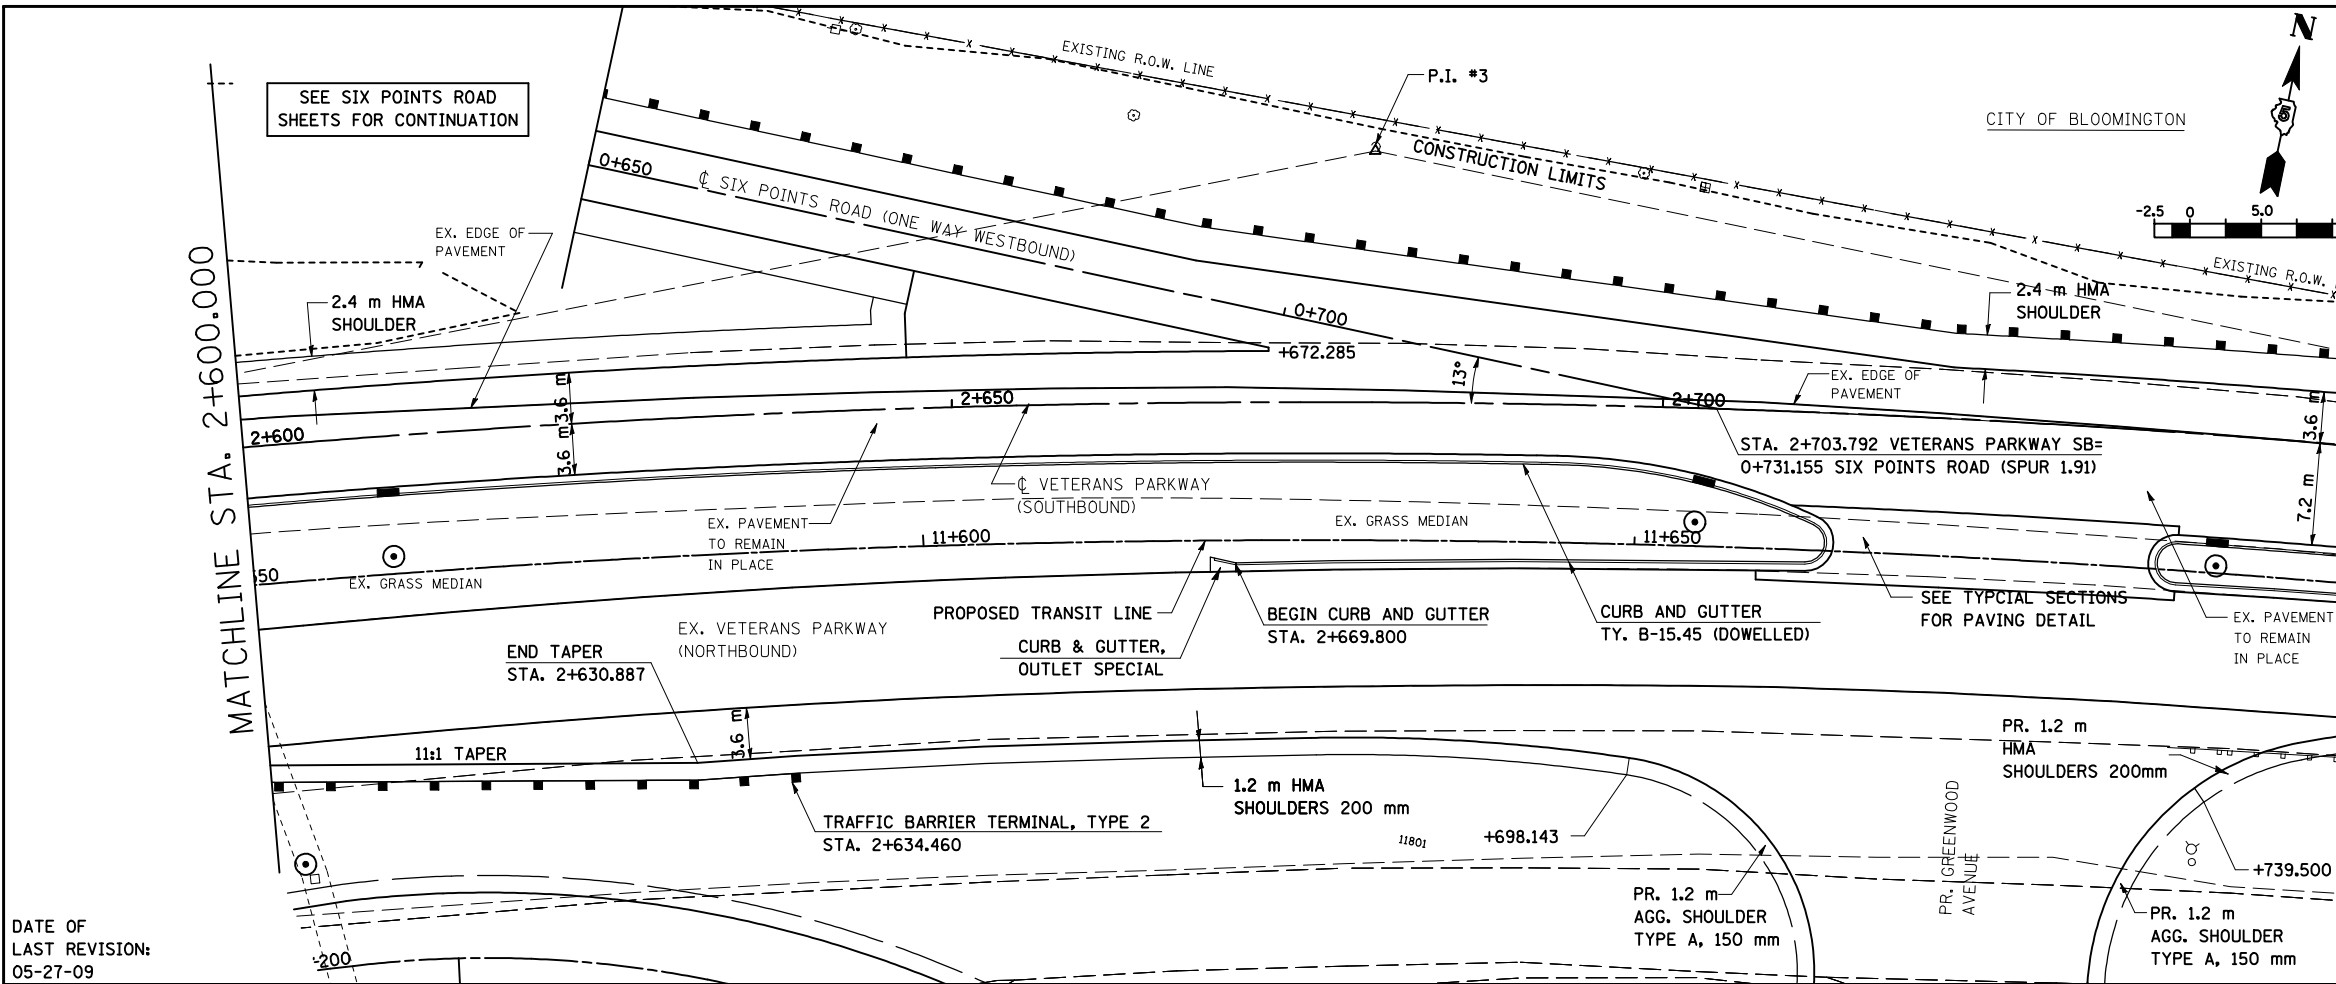 SEE SIX POINTS ROAD
SHEETS FOR CONTINUATION
EXISTING R.O.W. LINE
P.I. #3
CITY OF BLOOMINGTON
N
5
-2.5 0 5.0
CONSTRUCTION LIMITS
0+650
℄ SIX POINTS ROAD (ONE WAY WESTBOUND)
EX. EDGE OF
PAVEMENT
2.4 m HMA
SHOULDER
EXISTING R.O.W.
2.4 m HMA
SHOULDER
MATCHLINE STA. 2+600.000
0+700
+672.285
13°
EX. EDGE OF
PAVEMENT
3.6 m
3.6 m
2+600
2+650
2+700
3.6 m
7.2 m
STA. 2+703.792 VETERANS PARKWAY SB=
0+731.155 SIX POINTS ROAD (SPUR 1.91)
℄ VETERANS PARKWAY
(SOUTHBOUND)
EX. PAVEMENT
TO REMAIN
IN PLACE
EX. GRASS MEDIAN
11+600
11+650
50
EX. GRASS MEDIAN
PROPOSED TRANSIT LINE
BEGIN CURB AND GUTTER
STA. 2+669.800
CURB AND GUTTER
TY. B-15.45 (DOWELLED)
SEE TYPCIAL SECTIONS
FOR PAVING DETAIL
EX. PAVEMENT
TO REMAIN
IN PLACE
EX. VETERANS PARKWAY
(NORTHBOUND)
CURB & GUTTER,
OUTLET SPECIAL
END TAPER
STA. 2+630.887
3.6 m
11:1 TAPER
PR. 1.2 m
HMA
SHOULDERS 200mm
1.2 m HMA
SHOULDERS 200 mm
TRAFFIC BARRIER TERMINAL, TYPE 2
STA. 2+634.460
11801
+698.143
PR. GREENWOOD
AVENUE
+739.500
PR. 1.2 m
AGG. SHOULDER
TYPE A, 150 mm
PR. 1.2 m
AGG. SHOULDER
TYPE A, 150 mm
DATE OF
LAST REVISION:
05-27-09
-200